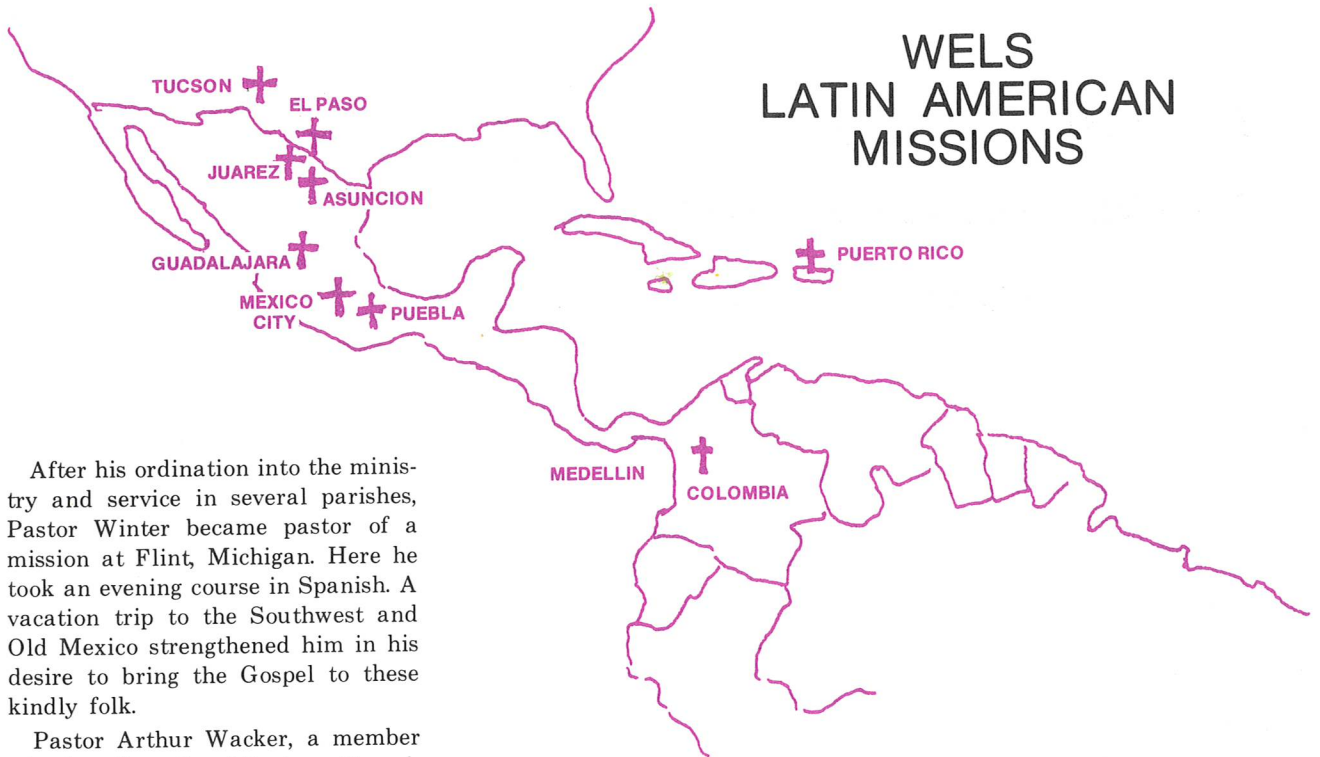 WELS
LATIN AMERICAN
MISSIONS
TUCSON
EL PASO
JUAREZ
ASUNCION
GUADALAJARA
PUERTO RICO
MEXICO
CITY
PUEBLA
MEDELLIN
COLOMBIA
After his ordination into the minis-
try and service in several parishes,
Pastor Winter became pastor of a
mission at Flint, Michigan. Here he
took an evening course in Spanish. A
vacation trip to the Southwest and
Old Mexico strengthened him in his
desire to bring the Gospel to these
kindly folk.
Pastor Arthur Wacker, a member